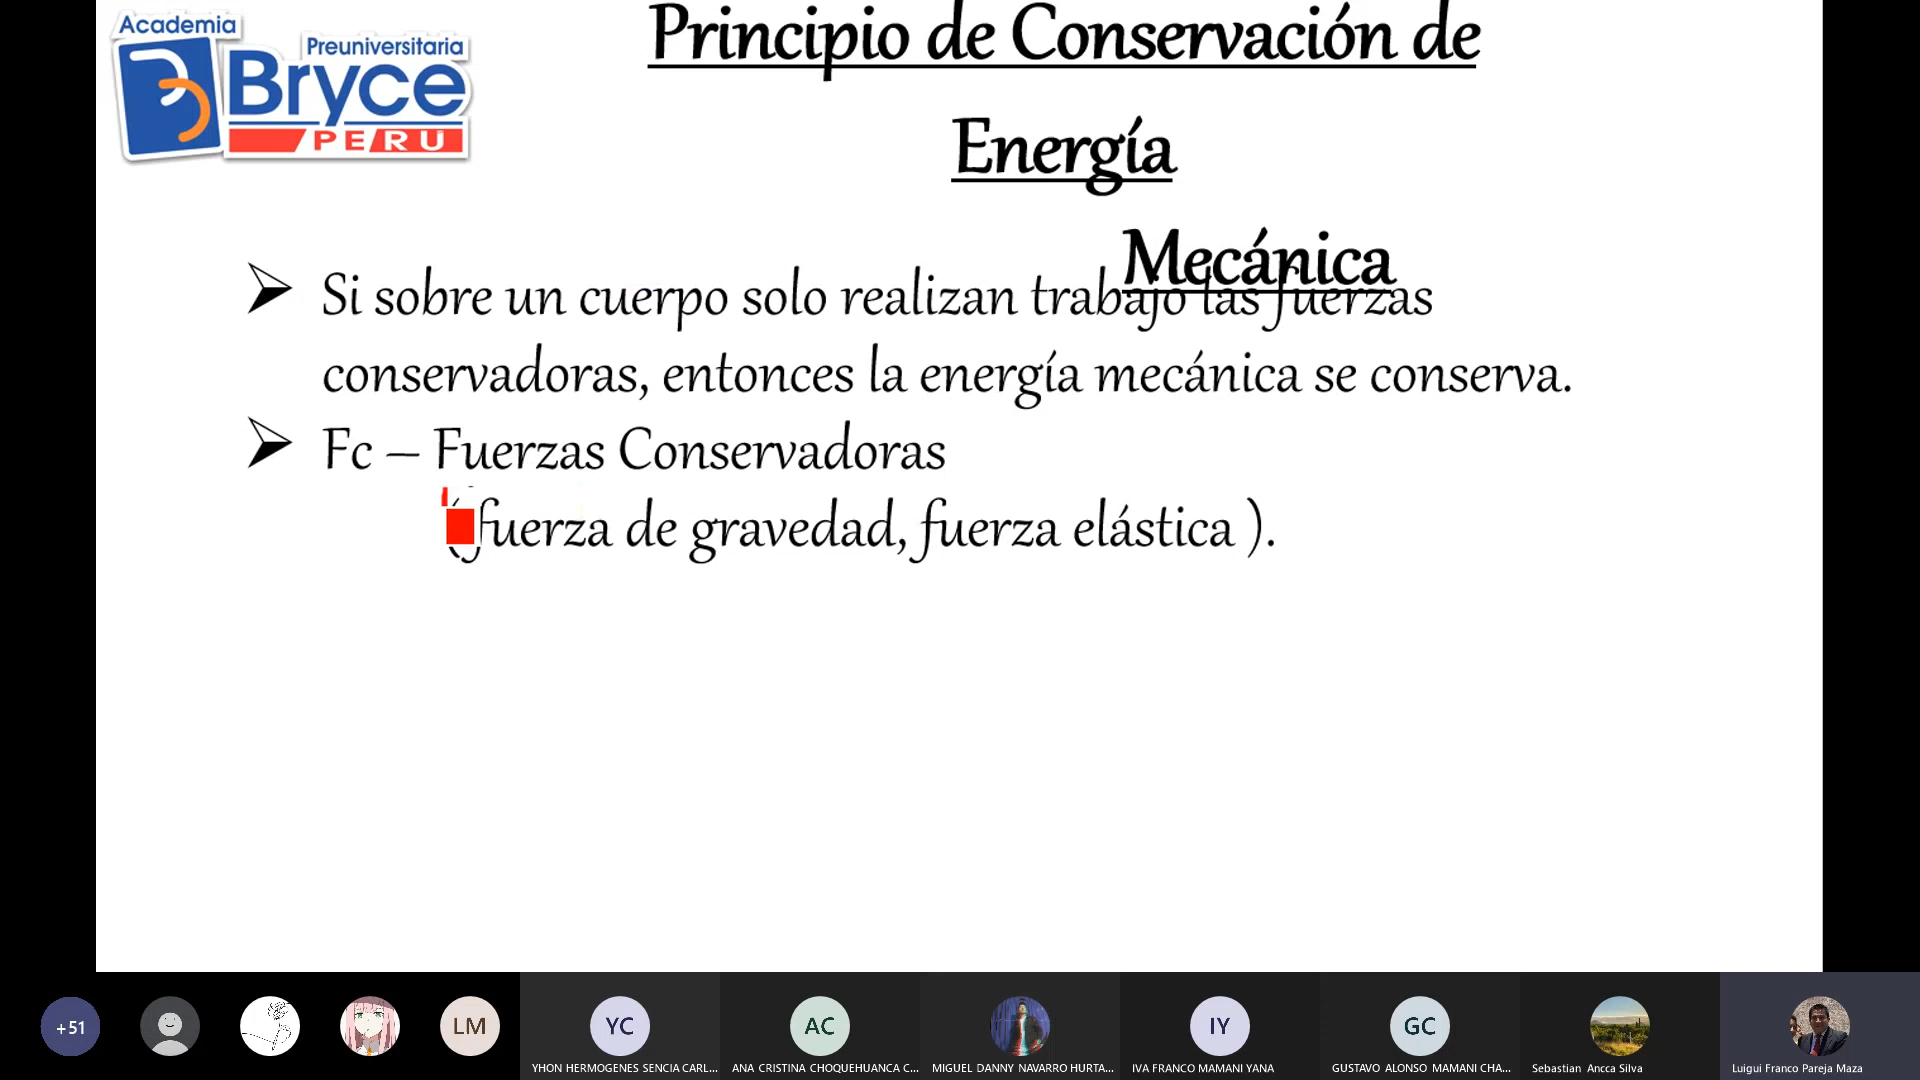 Academia
Preuniversitaria
Bryce
PERÚ
Principio de Conservación de
Energía
Mecánica
Si sobre un cuerpo solo realizan trabajo las fuerzas
conservadoras, entonces la energía mecánica se conserva.
Fc – Fuerzas Conservadoras
(fuerza de gravedad, fuerza elástica ).
+51
LM
YC
AC
IY
GC
YHON HERMOGENES SENCIA CARL...
ANA CRISTINA CHOQUEHUANCA C...
MIGUEL DANNY NAVARRO HURTA...
IVA FRANCO MAMANI YANA
GUSTAVO ALONSO MAMANI CHA...
Sebastian Ancca Silva
Luigui Franco Pareja Maza